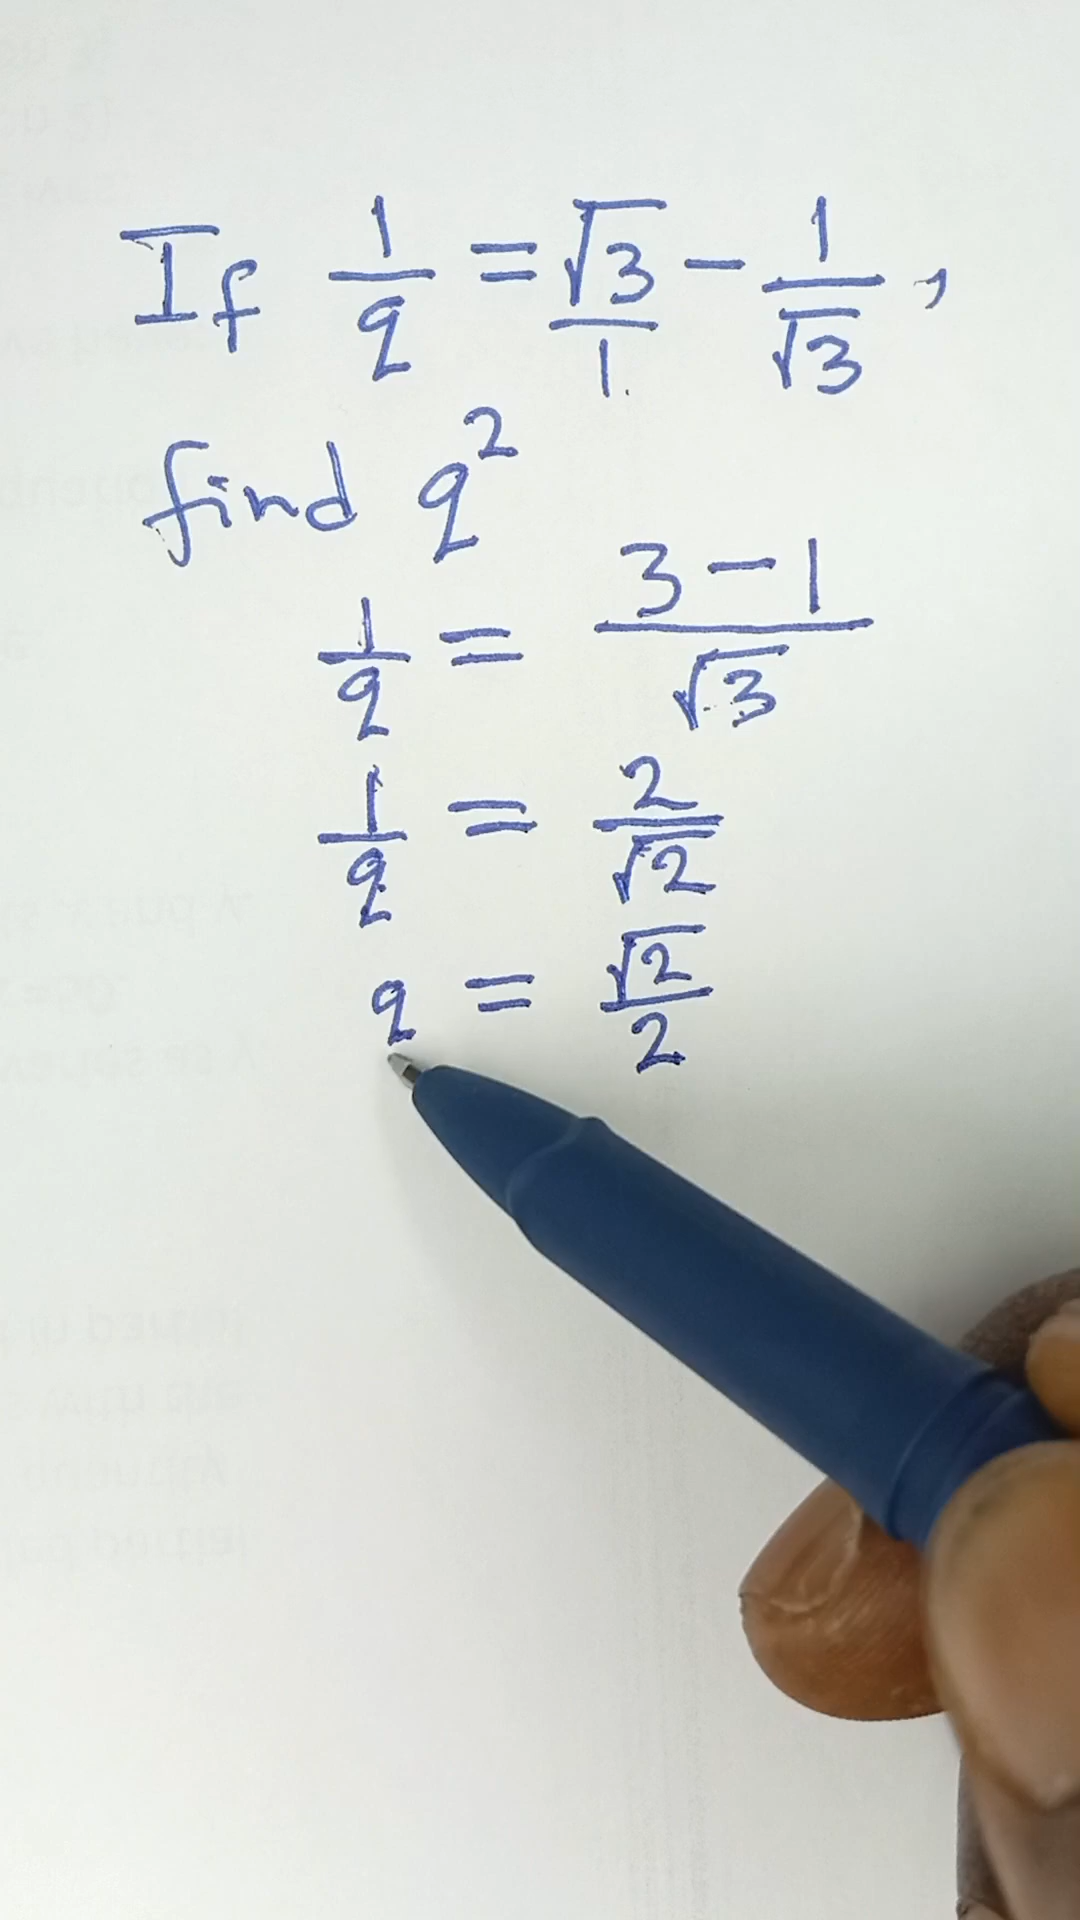 If 1/q = √3/1 - 1/√3,
find q²
1/q = (3-1)/√3
1/q = 2/√2
q = √2/2